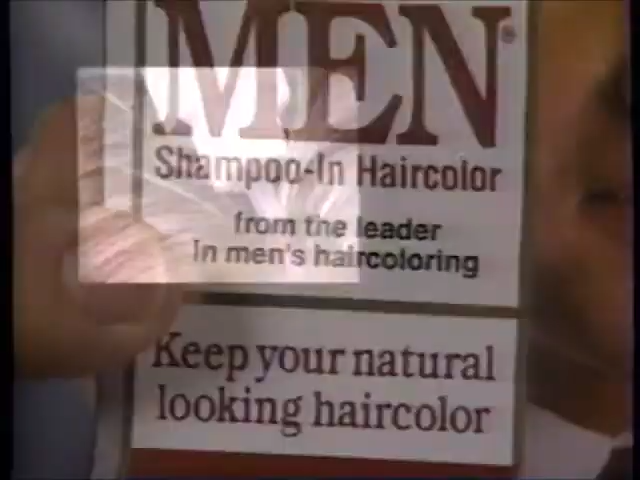 MEN®
Shampoo-In Haircolor
from the leader
In men's haircoloring
Keep your natural
looking haircolor